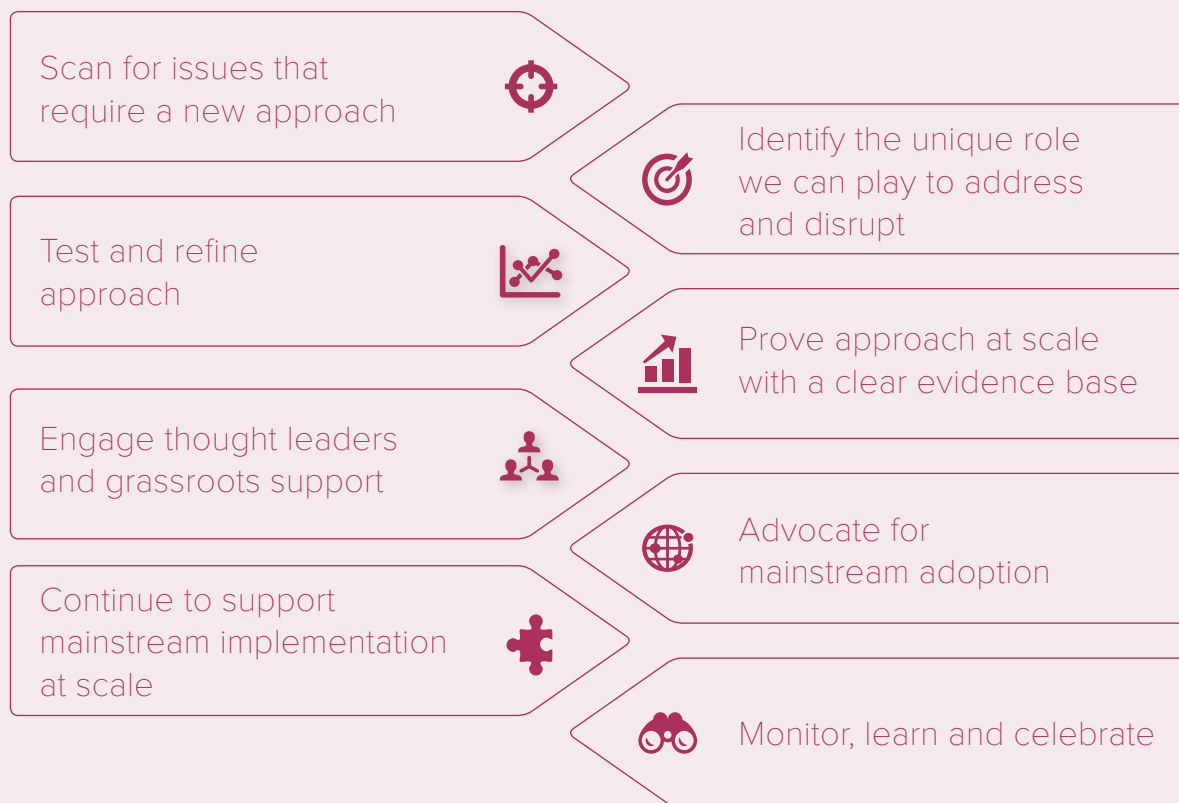 Scan for issues that
require a new approach
Identify the unique role
we can play to address
and disrupt
Test and refine
approach
Prove approach at scale
with a clear evidence base
Engage thought leaders
and grassroots support
Advocate for
mainstream adoption
Continue to support
mainstream implementation
at scale
Monitor, learn and celebrate